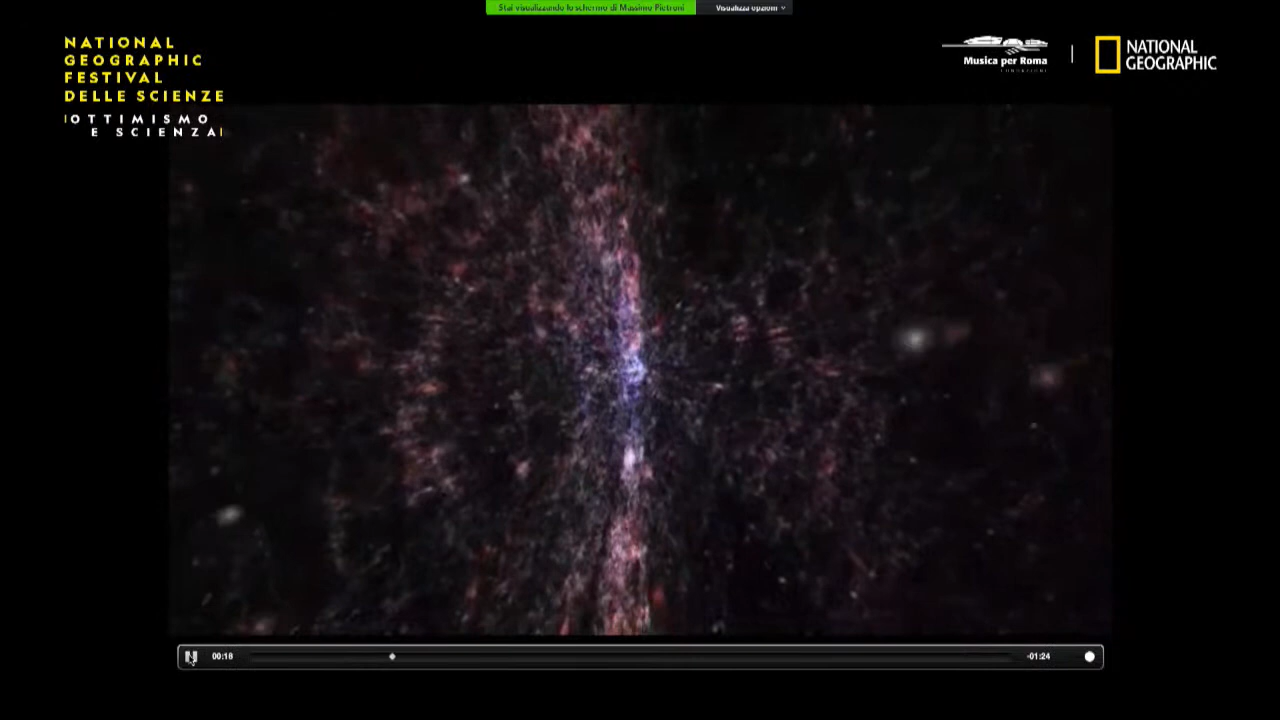 Stai visualizzando lo schermo di Massimo Pietroni
Visualizza opzioni
NATIONAL
GEOGRAPHIC
FESTIVAL
DELLE SCIENZE
OTTIMISMO
E SCIENZA
Musica per Roma
FONDAZIONE
NATIONAL
GEOGRAPHIC
00:18
-01:24